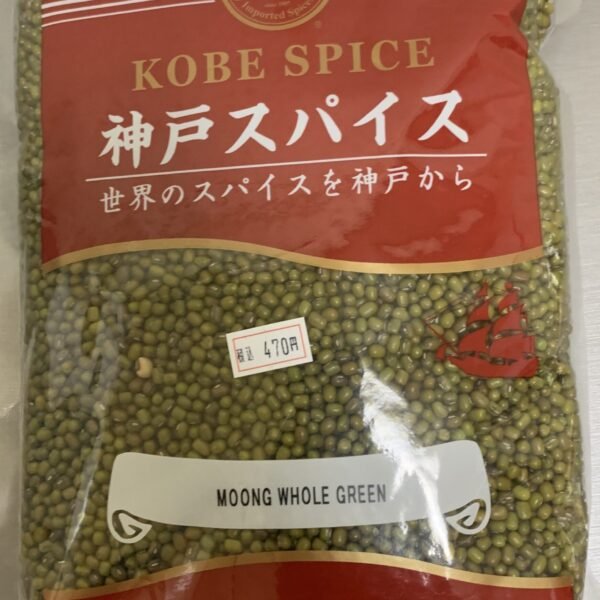 Imported Spice
®
KOBE SPICE
神戸スパイス
世界のスパイスを神戸から
税込 470円
MOONG WHOLE GREEN